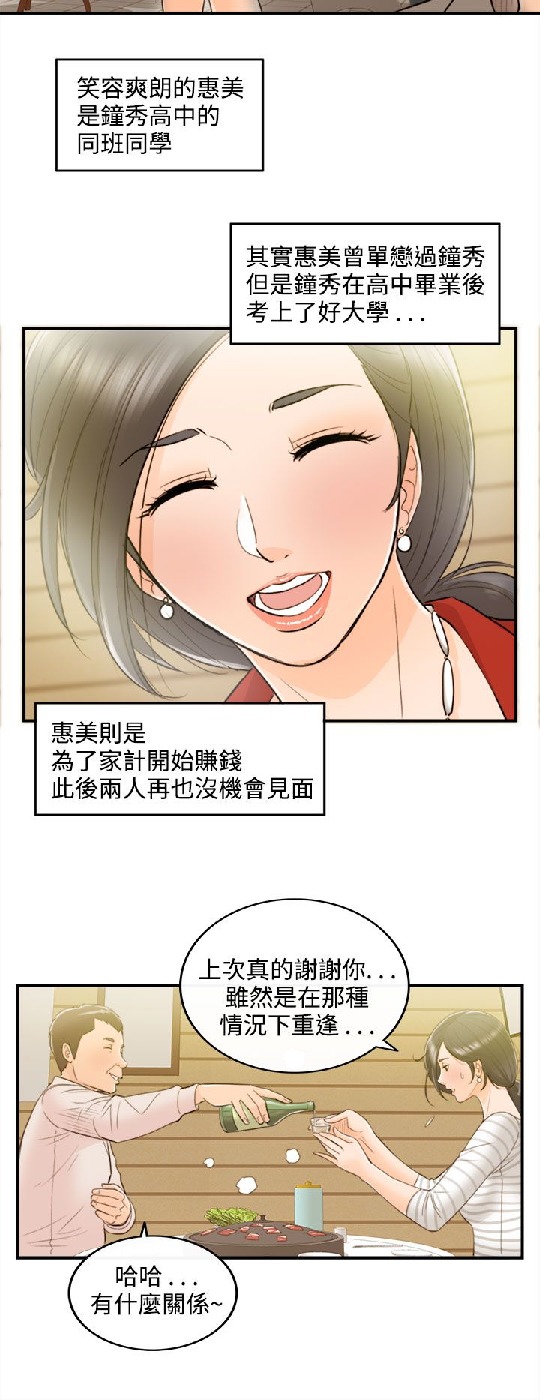 笑容爽朗的惠美
是鐘秀高中的
同班同學
其實惠美曾單戀過鐘秀
但是鐘秀在高中畢業後
考上了好大學...
惠美則是
為了家計開始賺錢
此後兩人再也沒機會見面
上次真的謝謝你...
雖然是在那種
情況下重逢...
哈哈...
有什麼關係~